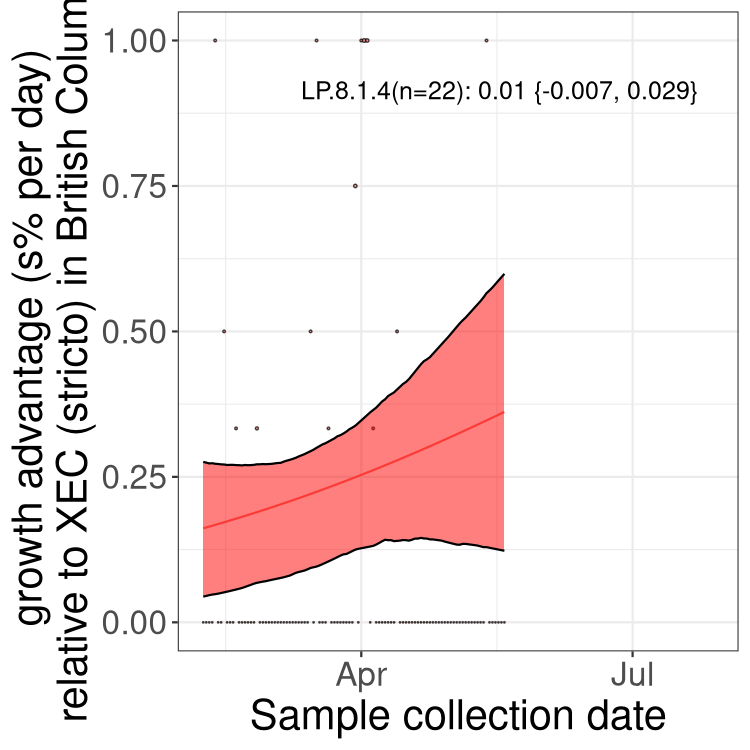 growth advantage (s% per day)
relative to XEC (stricto) in British Colum
1.00
0.75
0.50
0.25
0.00
LP.8.1.4(n=22): 0.01 {-0.007, 0.029}
Apr
Jul
Sample collection date